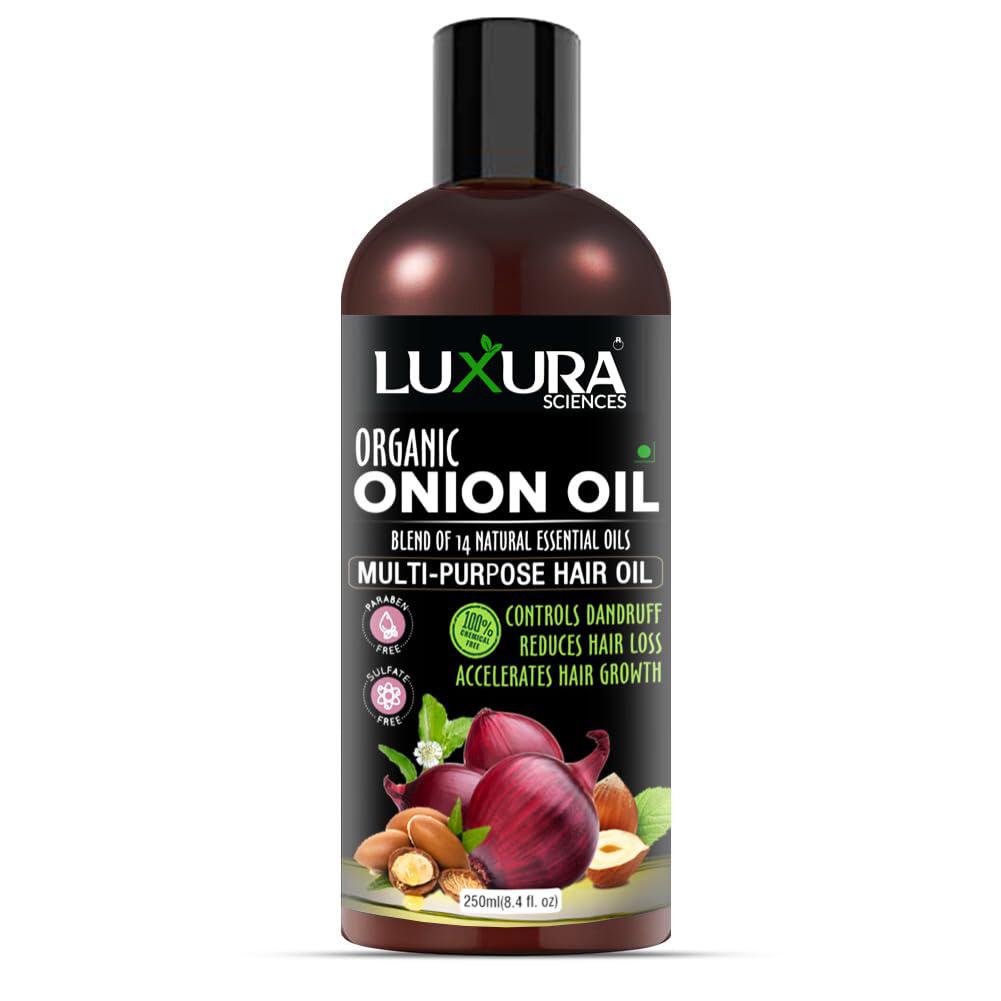 LUXURA
SCIENCES
ORGANIC
ONION OIL
BLEND OF 14 NATURAL ESSENTIAL OILS
MULTI-PURPOSE HAIR OIL
PARABEN
FREE
100%
CHEMICAL
FREE
CONTROLS DANDRUFF
REDUCES HAIR LOSS
ACCELERATES HAIR GROWTH
SULFATE
FREE
250ml(8.4 fl. oz)